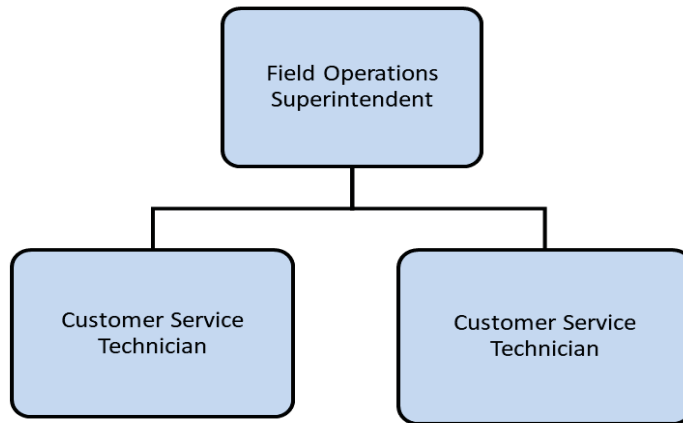 Field Operations
Superintendent
Customer Service
Technician
Customer Service
Technician